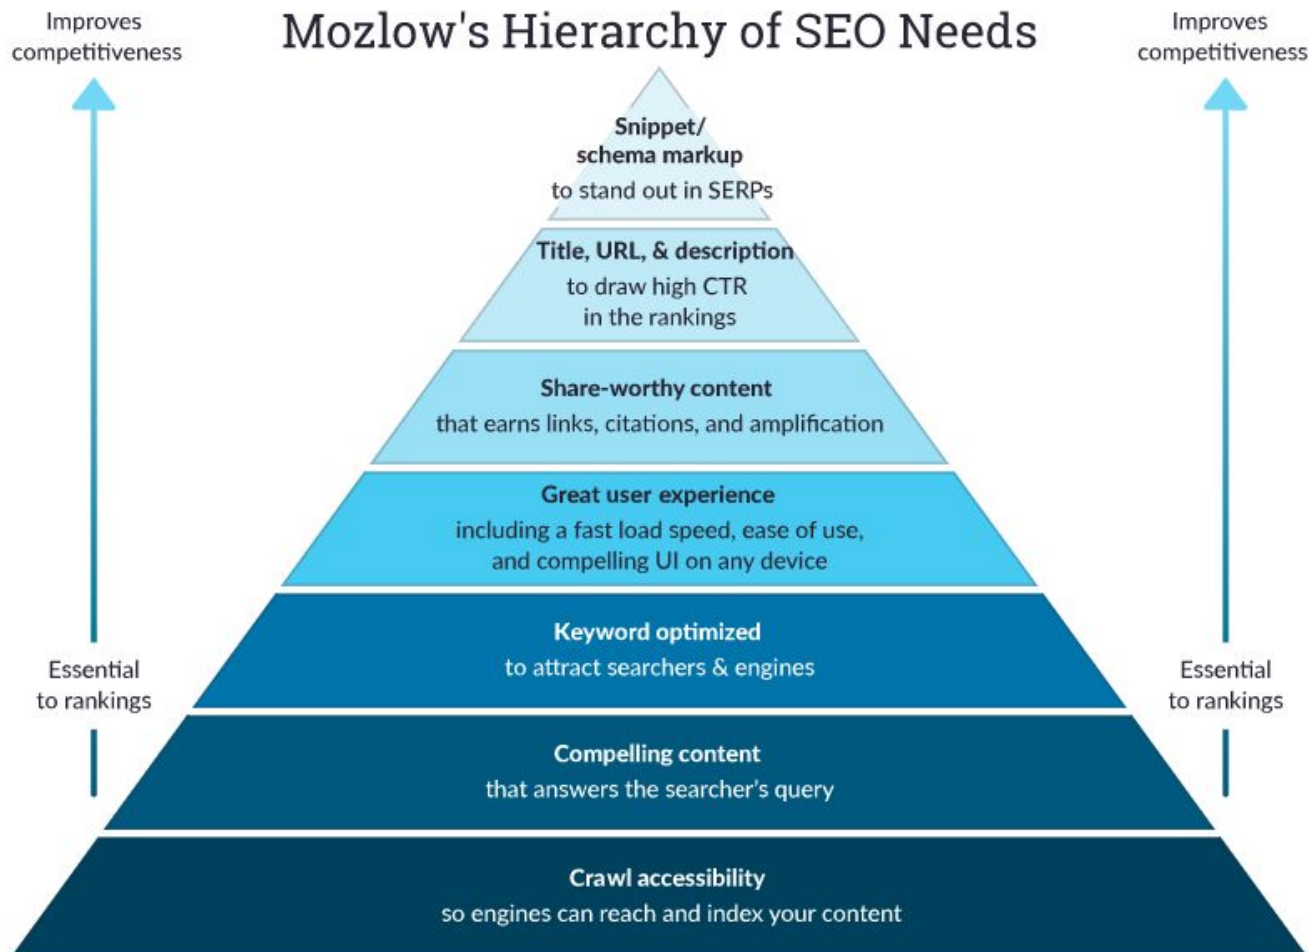 Mozlow's Hierarchy of SEO Needs
Improves
competitiveness
Improves
competitiveness
Snippet/
schema markup
to stand out in SERPs
Title, URL, & description
to draw high CTR
in the rankings
Share-worthy content
that earns links, citations, and amplification
Great user experience
including a fast load speed, ease of use,
and compelling UI on any device
Keyword optimized
to attract searchers & engines
Essential
to rankings
Essential
to rankings
Compelling content
that answers the searcher's query
Crawl accessibility
so engines can reach and index your content